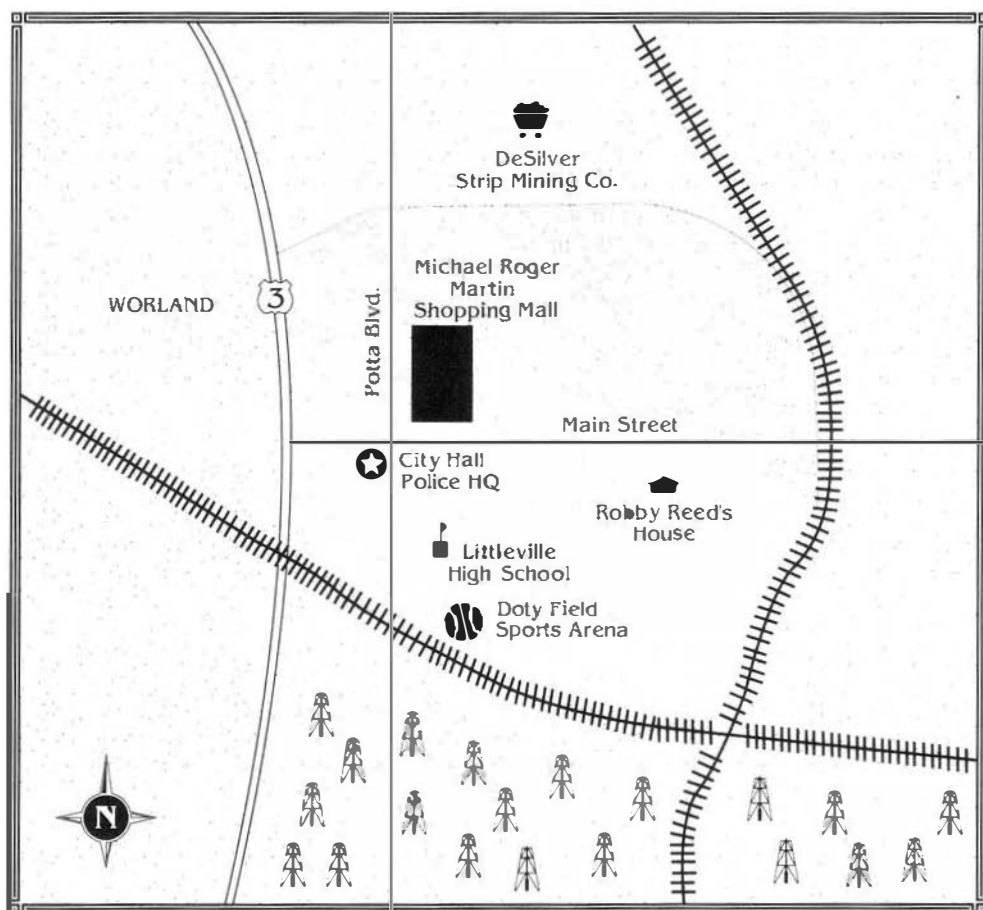 DeSilver
Strip Mining Co.
Michael Roger
Martin
Shopping Mall
WORLAND
3
Potta Blvd.
Main Street
City Hall
Police HQ
Robby Reed's
House
Littleville
High School
Doty Field
Sports Arena
N